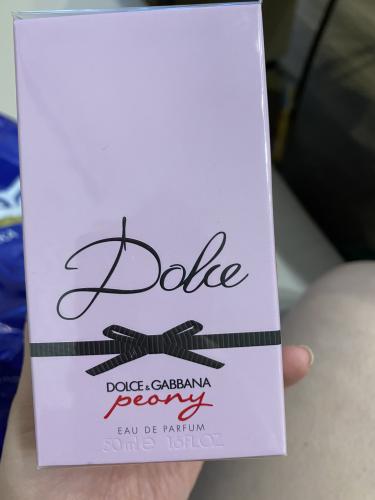 Dolce
DOLCE & GABBANA
peony
EAU DE PARFUM
50ml e 1.6FL.OZ.